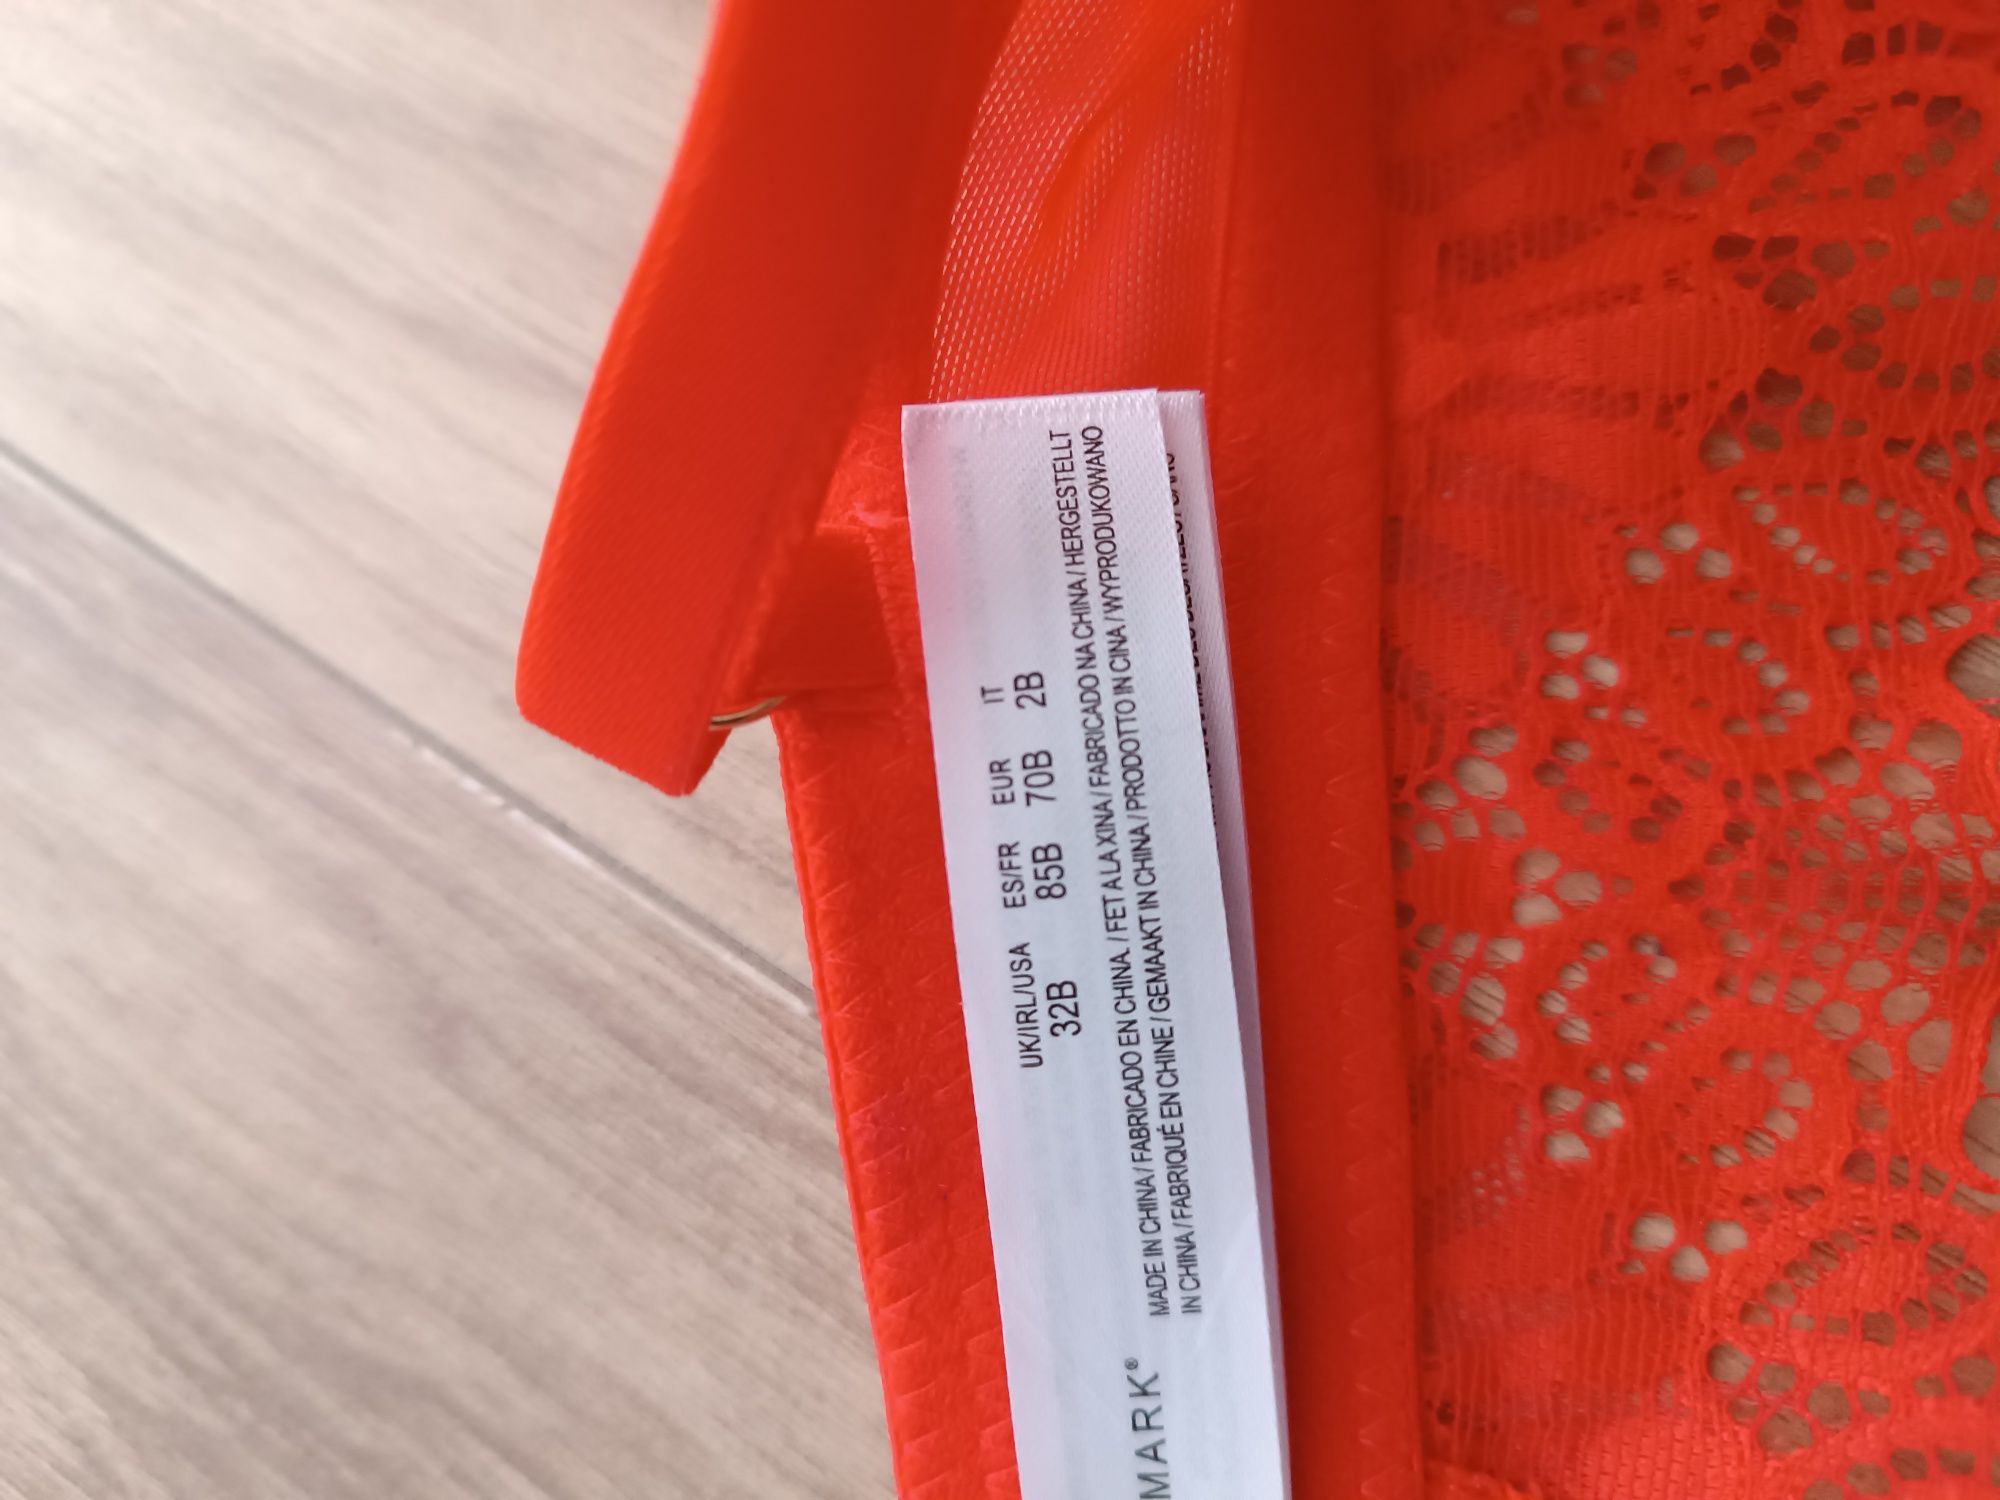 UK/IRL/USA ES/FR EUR IT
32B 85B 70B 2B
MADE IN CHINA / FABRICADO EN CHINA. / FET A LA XINA / FABRICADO NA CHINA / HERGESTELLT
IN CHINA / FABRIQUÉ EN CHINE / GEMAAKT IN CHINA / PRODOTTO IN CINA / WYPRODUKOWANO
MARK®